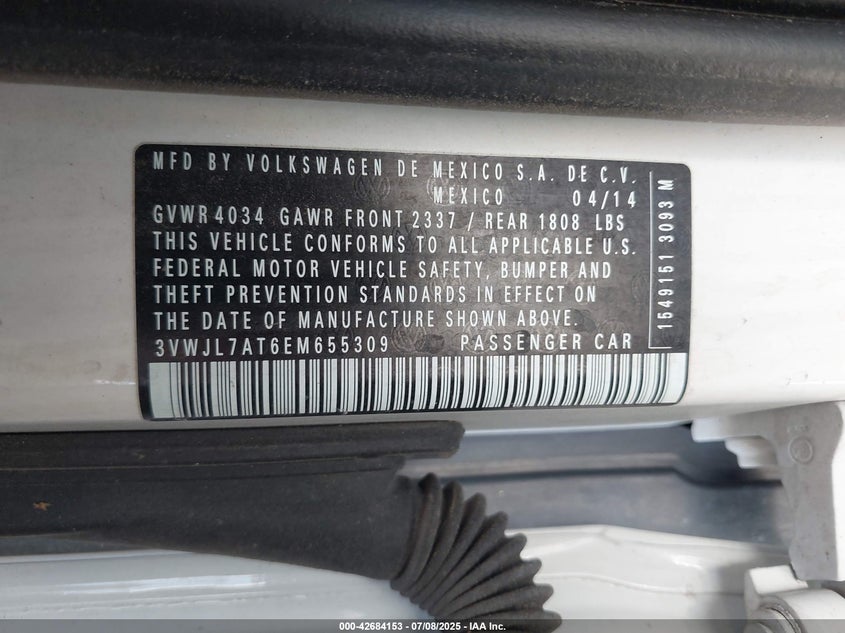 MFD BY VOLKSWAGEN DE MEXICO S.A. DE C.V.
MEXICO 04/14
GVWR 4034 GAWR FRONT 2337 / REAR 1808 LBS
THIS VEHICLE CONFORMS TO ALL APPLICABLE U.S.
FEDERAL MOTOR VEHICLE SAFETY, BUMPER AND
THEFT PREVENTION STANDARDS IN EFFECT ON
THE DATE OF MANUFACTURE SHOWN ABOVE.
3VWJL7AT6EM655309 PASSENGER CAR
1649151 3093 M
000-42684153 - 07/08/2025 - IAA Inc.